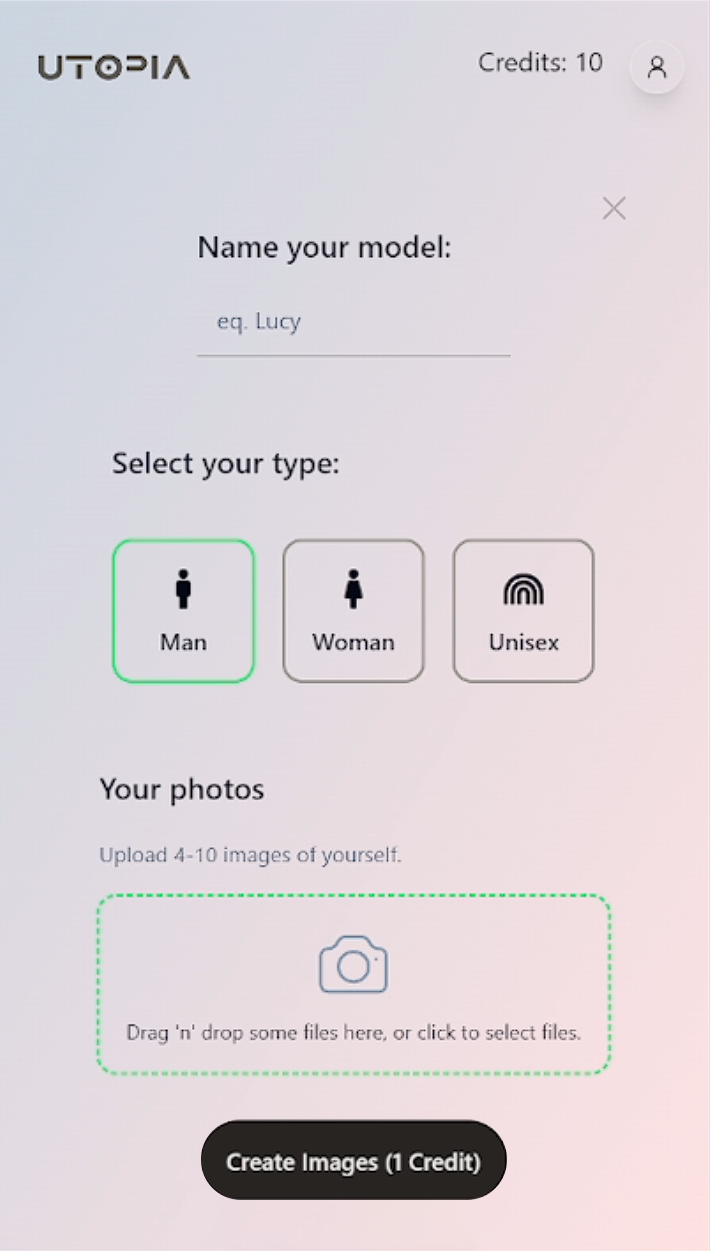 UTOPIA
Credits: 10
Name your model:
eq. Lucy
Select your type:
Man
Woman
Unisex
Your photos
Upload 4-10 images of yourself.
Drag 'n' drop some files here, or click to select files.
Create Images (1 Credit)